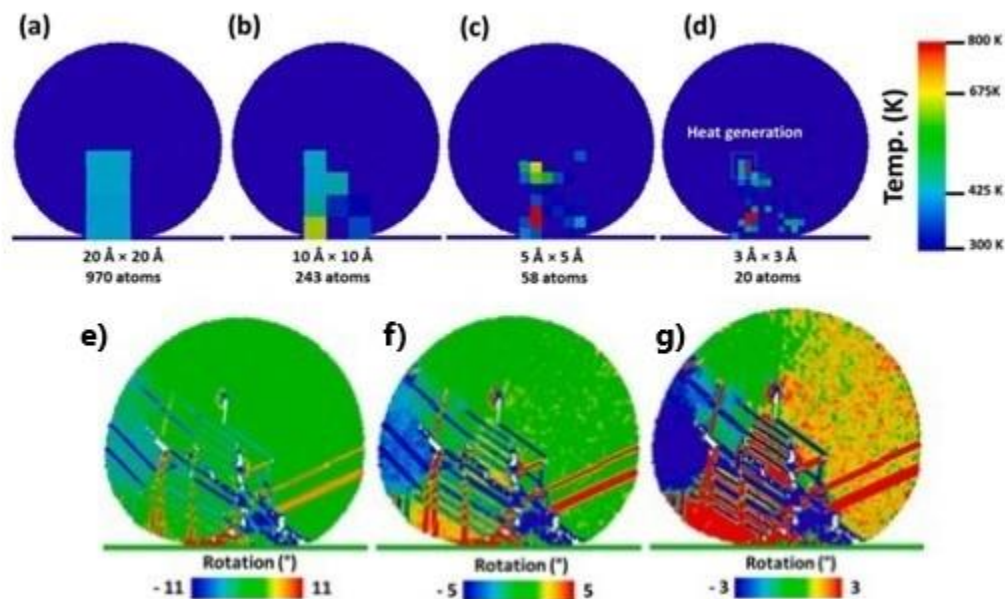 (a)
(b)
(c)
(d)
800 K
675K
425 K
300 K
Temp. (K)
Heat generation
20 Å × 20 Å
970 atoms
10 Å × 10 Å
243 atoms
5 Å × 5 Å
58 atoms
3 Å × 3 Å
20 atoms
e)
f)
g)
Rotation (°)
- 11 11
Rotation (°)
- 5 5
Rotation (°)
- 3 3